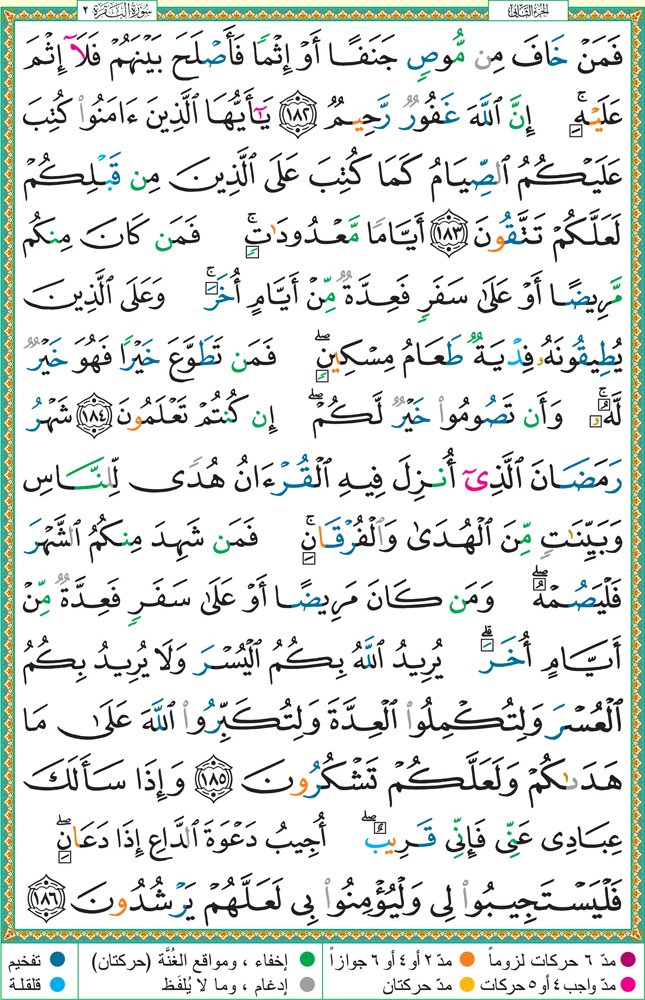 الجزء الثاني
سورة البقرة ٢
فَمَنْ خَافَ مِن مُّوصٍ جَنَفًا أَوْ إِثْمًا فَأَصْلَحَ بَيْنَهُمْ فَلَآ إِثْمَ
عَلَيْهِ ۚ إِنَّ ٱللَّهَ غَفُورٌ رَّحِيمٌ ١٨٢ يَٰٓأَيُّهَا ٱلَّذِينَ ءَامَنُوا۟ كُتِبَ
عَلَيْكُمُ ٱلصِّيَامُ كَمَا كُتِبَ عَلَى ٱلَّذِينَ مِن قَبْلِكُمْ
لَعَلَّكُمْ تَتَّقُونَ ١٨٣ أَيَّامًا مَّعْدُودَٰتٍ ۚ فَمَن كَانَ مِنكُم
مَّرِيضًا أَوْ عَلَىٰ سَفَرٍ فَعِدَّةٌ مِّنْ أَيَّامٍ أُخَرَ ۚ وَعَلَى ٱلَّذِينَ
يُطِيقُونَهُۥ فِدْيَةٌ طَعَامُ مِسْكِينٍ ۖ فَمَن تَطَوَّعَ خَيْرًا فَهُوَ خَيْرٌ
لَّهُۥ ۚ وَأَن تَصُومُوا۟ خَيْرٌ لَّكُمْ ۖ إِن كُنتُمْ تَعْلَمُونَ ١٨٤ شَهْرُ
رَمَضَانَ ٱلَّذِىٓ أُنزِلَ فِيهِ ٱلْقُرْءَانُ هُدًى لِّلنَّاسِ
وَبَيِّنَٰتٍ مِّنَ ٱلْهُدَىٰ وَٱلْفُرْقَانِ ۚ فَمَن شَهِدَ مِنكُمُ ٱلشَّهْرَ
فَلْيَصُمْهُ ۖ وَمَن كَانَ مَرِيضًا أَوْ عَلَىٰ سَفَرٍ فَعِدَّةٌ مِّنْ
أَيَّامٍ أُخَرَ ۗ يُرِيدُ ٱللَّهُ بِكُمُ ٱلْيُسْرَ وَلَا يُرِيدُ بِكُمُ
ٱلْعُسْرَ وَلِتُكْمِلُوا۟ ٱلْعِدَّةَ وَلِتُكَبِّرُوا۟ ٱللَّهَ عَلَىٰ مَا
هَدَىٰكُمْ وَلَعَلَّكُمْ تَشْكُرُونَ ١٨٥ وَإِذَا سَأَلَكَ
عِبَادِى عَنِّى فَإِنِّى قَرِيبٌ ۖ أُجِيبُ دَعْوَةَ ٱلدَّاعِ إِذَا دَعَانِ ۖ
فَلْيَسْتَجِيبُوا۟ لِى وَلْيُؤْمِنُوا۟ بِى لَعَلَّهُمْ يَرْشُدُونَ ١٨٦
مدّ ٦ حركات لزوماً مدّ ٢ أو ٤ أو ٦ جوازاً إخفاء ، ومواقع الغُنَّة (حركتان) تفخيم
مدّ واجب ٤ أو ٥ حركات مدّ حركتان إدغام ، وما لا يُلفَظ قلقلة